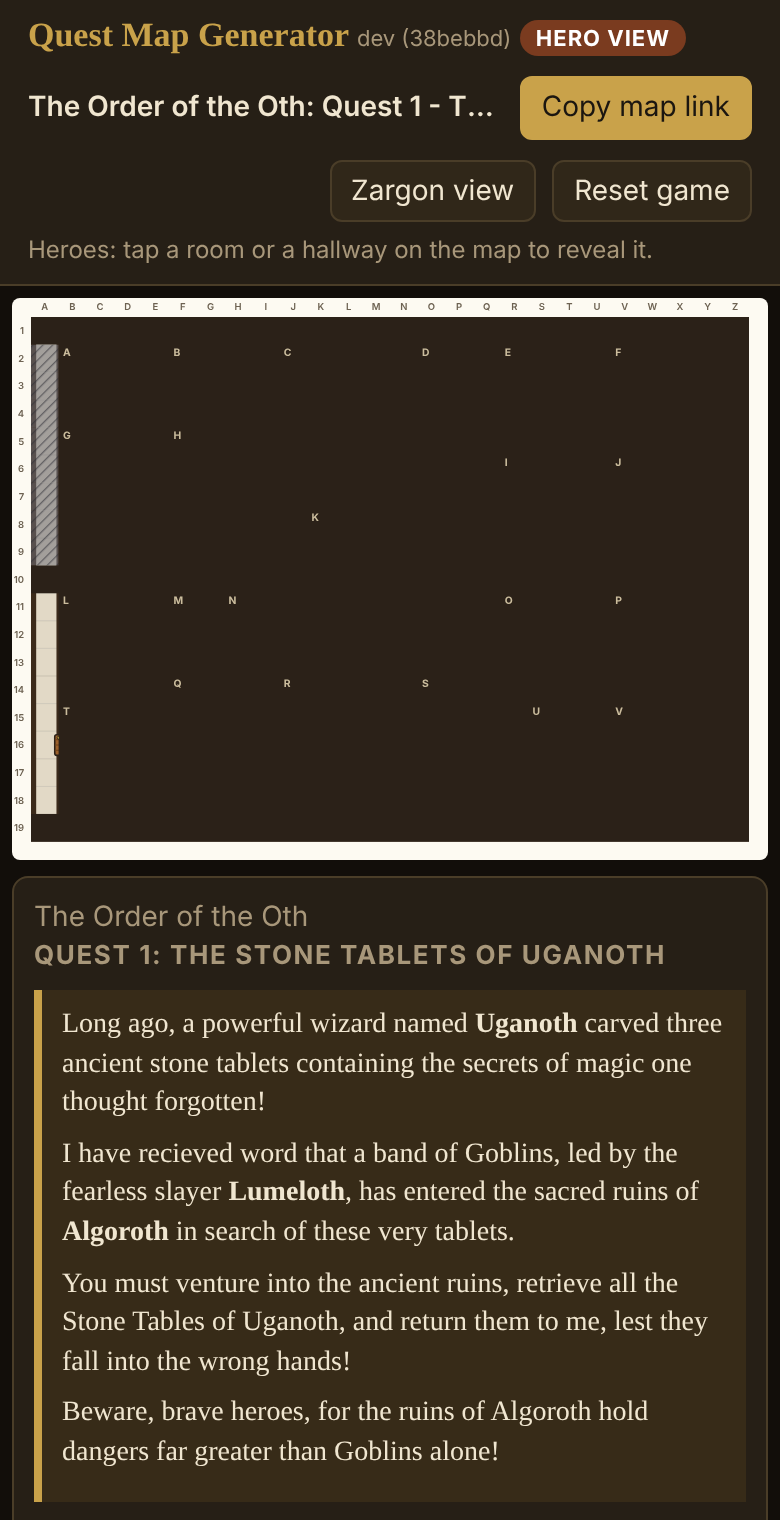 Quest Map Generator dev (38bebbd) HERO VIEW
The Order of the Oth: Quest 1 - T...
Copy map link
Zargon view
Reset game
Heroes: tap a room or a hallway on the map to reveal it.
A B C D E F G H I J K L M N O P Q R S T U V W X Y Z
1
2 A B C D E F
3
4
5 G H
6 I J
7
8 K
9
10
11 L M N O P
12
13
14 Q R S
15 T U V
16
17
18
19
The Order of the Oth
QUEST 1: THE STONE TABLETS OF UGANOTH
Long ago, a powerful wizard named Uganoth carved three
ancient stone tablets containing the secrets of magic one
thought forgotten!
I have recieved word that a band of Goblins, led by the
fearless slayer Lumeloth, has entered the sacred ruins of
Algoroth in search of these very tablets.
You must venture into the ancient ruins, retrieve all the
Stone Tables of Uganoth, and return them to me, lest they
fall into the wrong hands!
Beware, brave heroes, for the ruins of Algoroth hold
dangers far greater than Goblins alone!